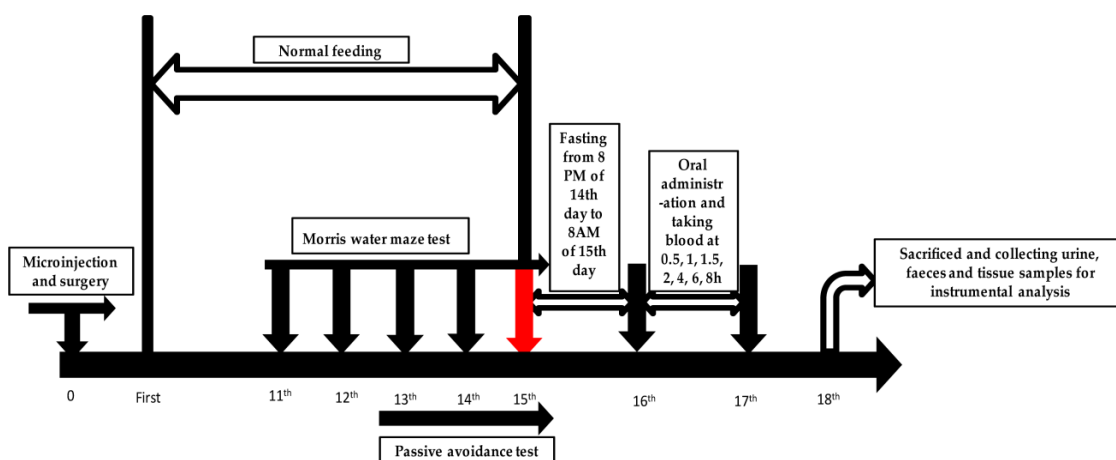 Normal feeding
Fasting
from 8
PM of
14th
day to
8AM
of 15th
day
Oral
administr
-ation and
taking
blood at
0.5, 1, 1.5,
2, 4, 6, 8h
Morris water maze test
Microinjection
and surgery
Sacrificed and collecting urine,
faeces and tissue samples for
instrumental analysis
0
First
11th
12th
13th
14th
15th
16th
17th
18th
Passive avoidance test